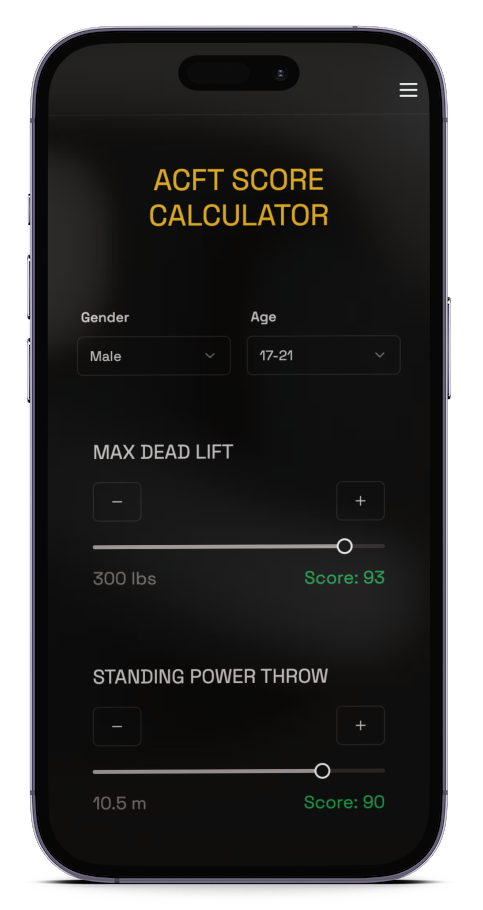 ACFT SCORE
CALCULATOR
Gender
Age
Male
17-21
MAX DEAD LIFT
−
+
300 lbs
Score: 93
STANDING POWER THROW
−
+
10.5 m
Score: 90